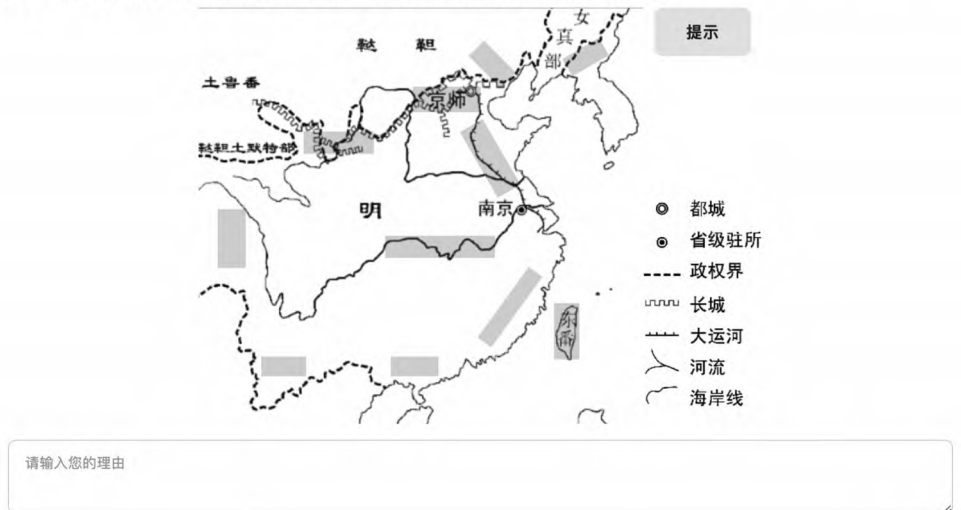 提示
鞑靼
女真部
土鲁番
京师
鞑靼土默特部
明
南京
东番
都城
省级驻所
政权界
长城
大运河
河流
海岸线
请输入您的理由